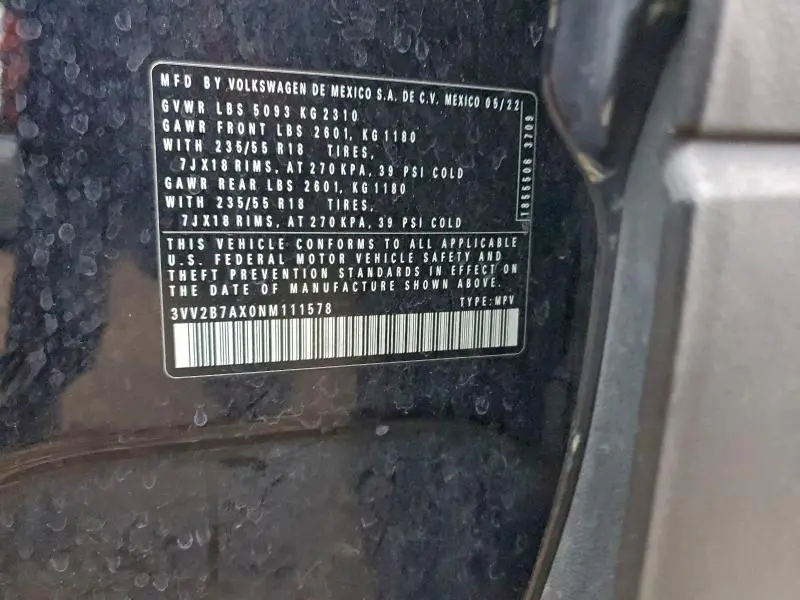 MFD BY VOLKSWAGEN DE MEXICO S.A. DE C.V. MEXICO 06/22
GVWR LBS 5093 KG 2310
GAWR FRONT LBS 2601, KG 1180
WITH 235/55 R18 TIRES,
7JX18 RIMS, AT 270 KPA, 39 PSI COLD
GAWR REAR LBS 2601, KG 1180
WITH 235/55 R18 TIRES,
7JX18 RIMS, AT 270 KPA, 39 PSI COLD
1855506 3709
THIS VEHICLE CONFORMS TO ALL APPLICABLE
U.S. FEDERAL MOTOR VEHICLE SAFETY AND
THEFT PREVENTION STANDARDS IN EFFECT ON
THE DATE OF MANUFACTURE SHOWN ABOVE.
3VV2B7AX0NM111578 TYPE: MPV